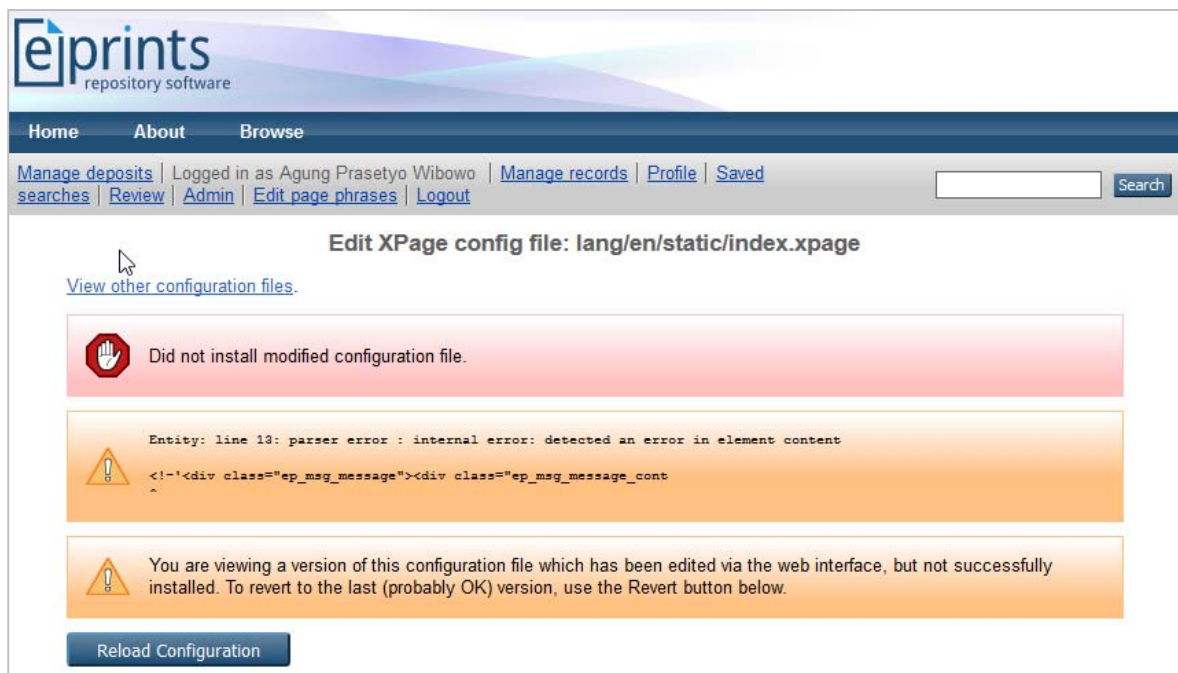 eprints
repository software
Home About Browse
Manage deposits | Logged in as Agung Prasetyo Wibowo | Manage records | Profile | Saved
searches | Review | Admin | Edit page phrases | Logout
Search
Edit XPage config file: lang/en/static/index.xpage
View other configuration files.
Did not install modified configuration file.
Entity: line 13: parser error : internal error: detected an error in element content
<!-'<div class="ep_msg_message"><div class="ep_msg_message_cont
^
You are viewing a version of this configuration file which has been edited via the web interface, but not successfully
installed. To revert to the last (probably OK) version, use the Revert button below.
Reload Configuration